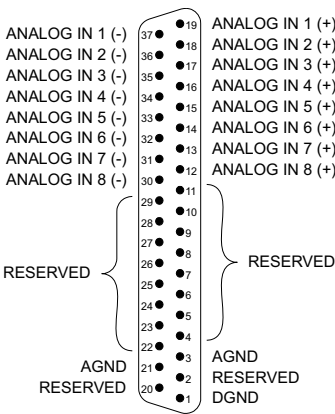 ANALOG IN 1 (-) 37 19 ANALOG IN 1 (+)
ANALOG IN 2 (-) 36 18 ANALOG IN 2 (+)
ANALOG IN 3 (-) 35 17 ANALOG IN 3 (+)
ANALOG IN 4 (-) 34 16 ANALOG IN 4 (+)
ANALOG IN 5 (-) 33 15 ANALOG IN 5 (+)
ANALOG IN 6 (-) 32 14 ANALOG IN 6 (+)
ANALOG IN 7 (-) 31 13 ANALOG IN 7 (+)
ANALOG IN 8 (-) 30 12 ANALOG IN 8 (+)
29 11
28 10
27 9
26 8
RESERVED 25 7 RESERVED
24 6
23 5
22 4
AGND 21 3 AGND
RESERVED 20 2 RESERVED
1 DGND